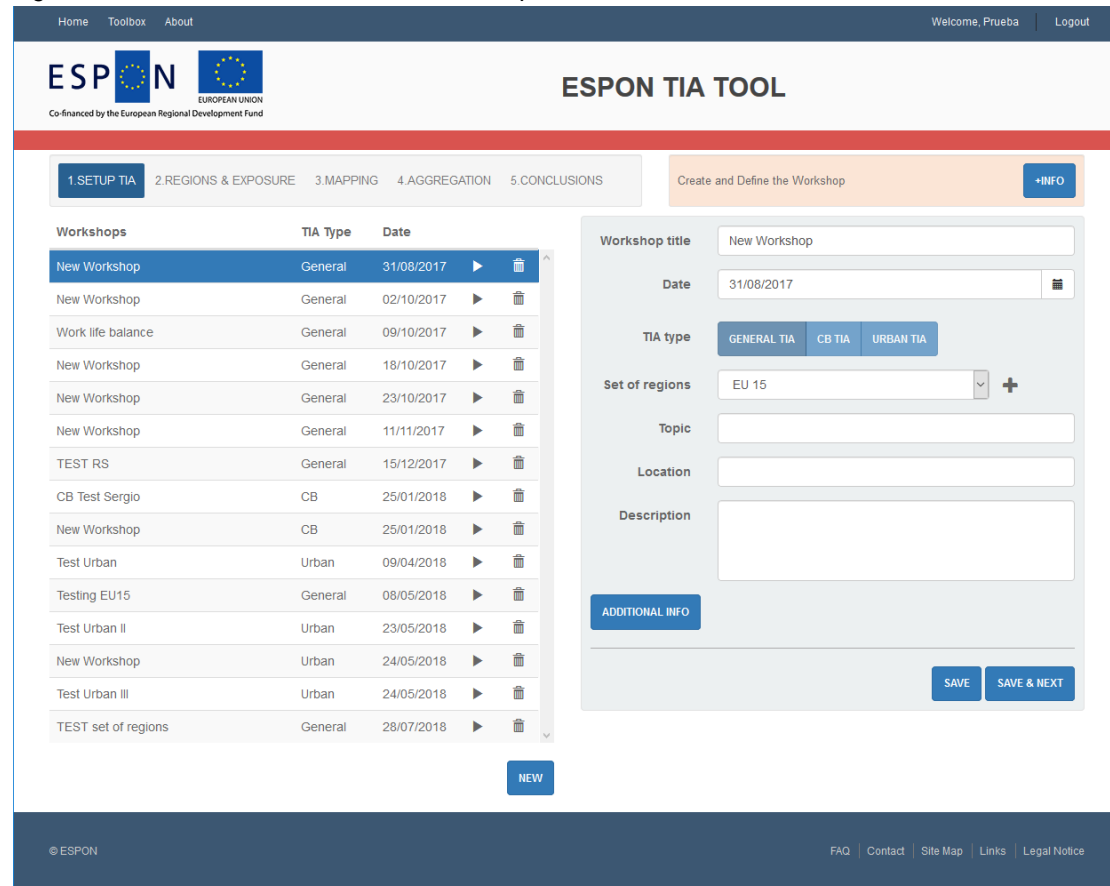 Home Toolbox About Welcome, Prueba Logout
ESPON
EUROPEAN UNION
Co-financed by the European Regional Development Fund
ESPON TIA TOOL
1.SETUP TIA 2.REGIONS & EXPOSURE 3.MAPPING 4.AGGREGATION 5.CONCLUSIONS
Create and Define the Workshop +INFO
Workshops TIA Type Date
New Workshop General 31/08/2017
New Workshop General 02/10/2017
Work life balance General 09/10/2017
New Workshop General 18/10/2017
New Workshop General 23/10/2017
New Workshop General 11/11/2017
TEST RS General 15/12/2017
CB Test Sergio CB 25/01/2018
New Workshop CB 25/01/2018
Test Urban Urban 09/04/2018
Testing EU15 General 08/05/2018
Test Urban II Urban 23/05/2018
New Workshop Urban 24/05/2018
Test Urban III Urban 24/05/2018
TEST set of regions General 28/07/2018
NEW
Workshop title New Workshop
Date 31/08/2017
TIA type GENERAL TIA CB TIA URBAN TIA
Set of regions EU 15
Topic
Location
Description
ADDITIONAL INFO
SAVE SAVE & NEXT
© ESPON FAQ Contact Site Map Links Legal Notice